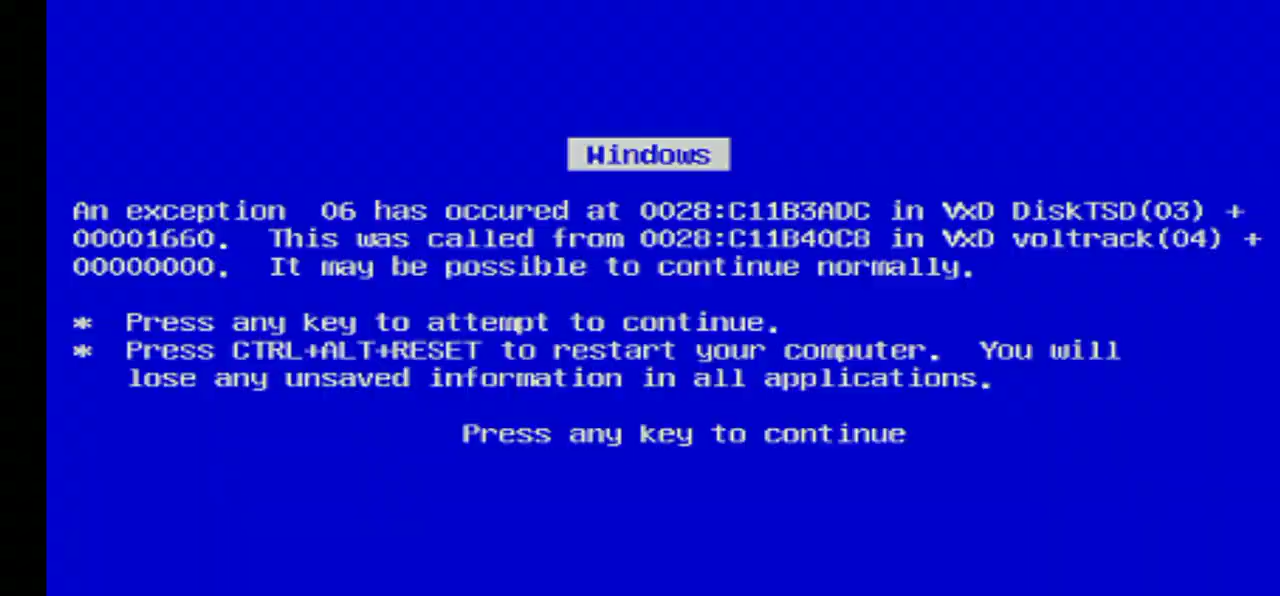 Windows
An exception  06 has occured at 0028:C11B3ADC in VxD DiskTSD(03) +
00001660.  This was called from 0028:C11B40C8 in VxD voltrack(04) +
00000000.  It may be possible to continue normally.
*  Press any key to attempt to continue.
*  Press CTRL+ALT+RESET to restart your computer.  You will
lose any unsaved information in all applications.
Press any key to continue